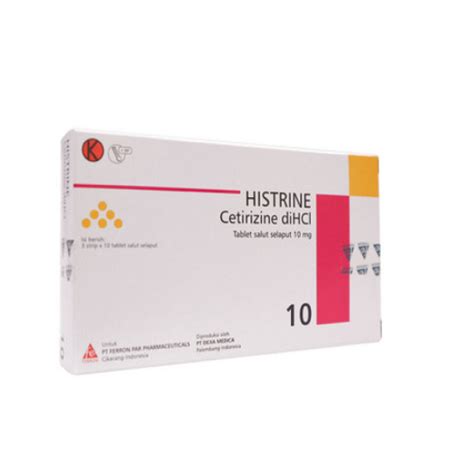 K
HISTRINE
Cetirizine diHCl
Tablet salut selaput 10 mg
Isi bersih:
3 strip x 10 tablet salut selaput
10
Untuk
PT FERRON PAR PHARMACEUTICALS
Cikarang-Indonesia
Diproduksi oleh
PT DEXA MEDICA
Palembang-Indonesia